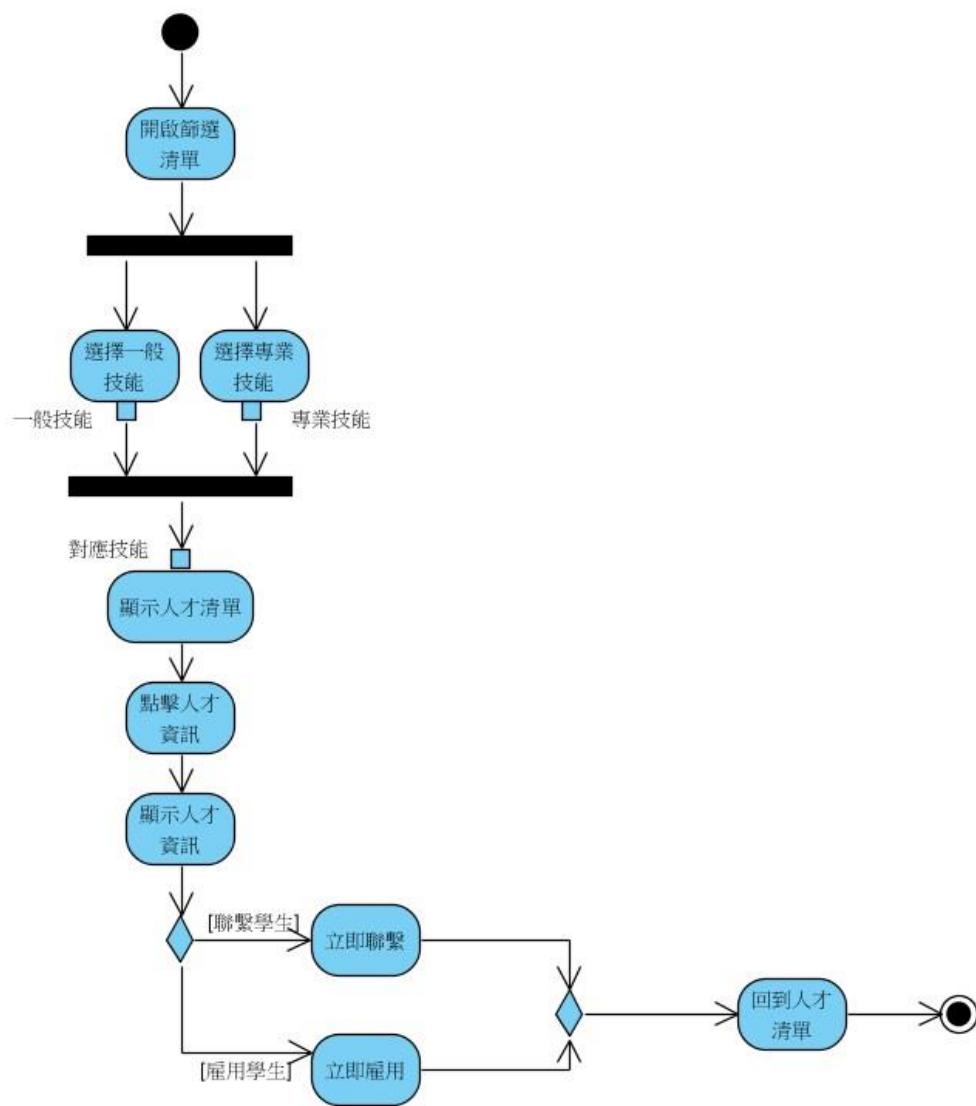 開啟篩選
清單
選擇一般
技能
選擇專業
技能
一般技能
專業技能
對應技能
顯示人才清單
點擊人才
資訊
顯示人才
資訊
[聯繫學生]
立即聯繫
回到人才
清單
[雇用學生]
立即雇用